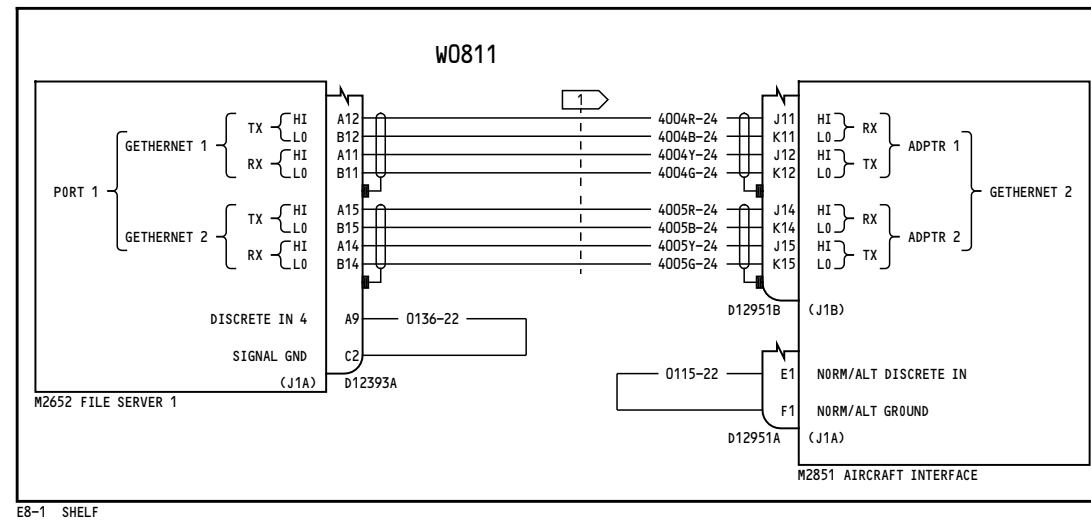 W0811
1
TX HI A12 4004R-24 J11 HI RX
LO B12 4004B-24 K11 LO
GETHERNET 1 ADPTR 1
RX HI A11 4004Y-24 J12 HI TX
LO B11 4004G-24 K12 LO
PORT 1 GETHERNET 2
TX HI A15 4005R-24 J14 HI RX
LO B15 4005B-24 K14 LO
GETHERNET 2 ADPTR 2
RX HI A14 4005Y-24 J15 HI TX
LO B14 4005G-24 K15 LO
D12951B (J1B)
DISCRETE IN 4 A9 0136-22
SIGNAL GND C2
(J1A) D12393A
M2652 FILE SERVER 1
0115-22 E1 NORM/ALT DISCRETE IN
F1 NORM/ALT GROUND
D12951A (J1A)
M2851 AIRCRAFT INTERFACE
E8-1 SHELF